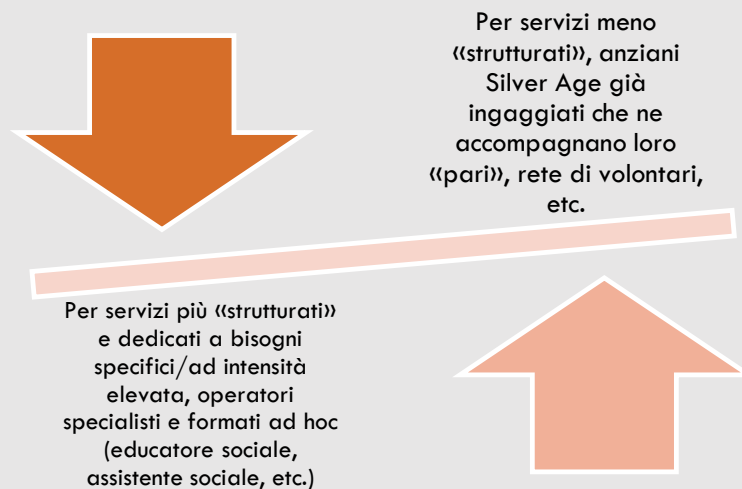 Per servizi meno
«strutturati», anziani
Silver Age già
ingaggiati che ne
accompagnano loro
«pari», rete di volontari,
etc.
Per servizi più «strutturati»
e dedicati a bisogni
specifici/ad intensità
elevata, operatori
specialisti e formati ad hoc
(educatore sociale,
assistente sociale, etc.)